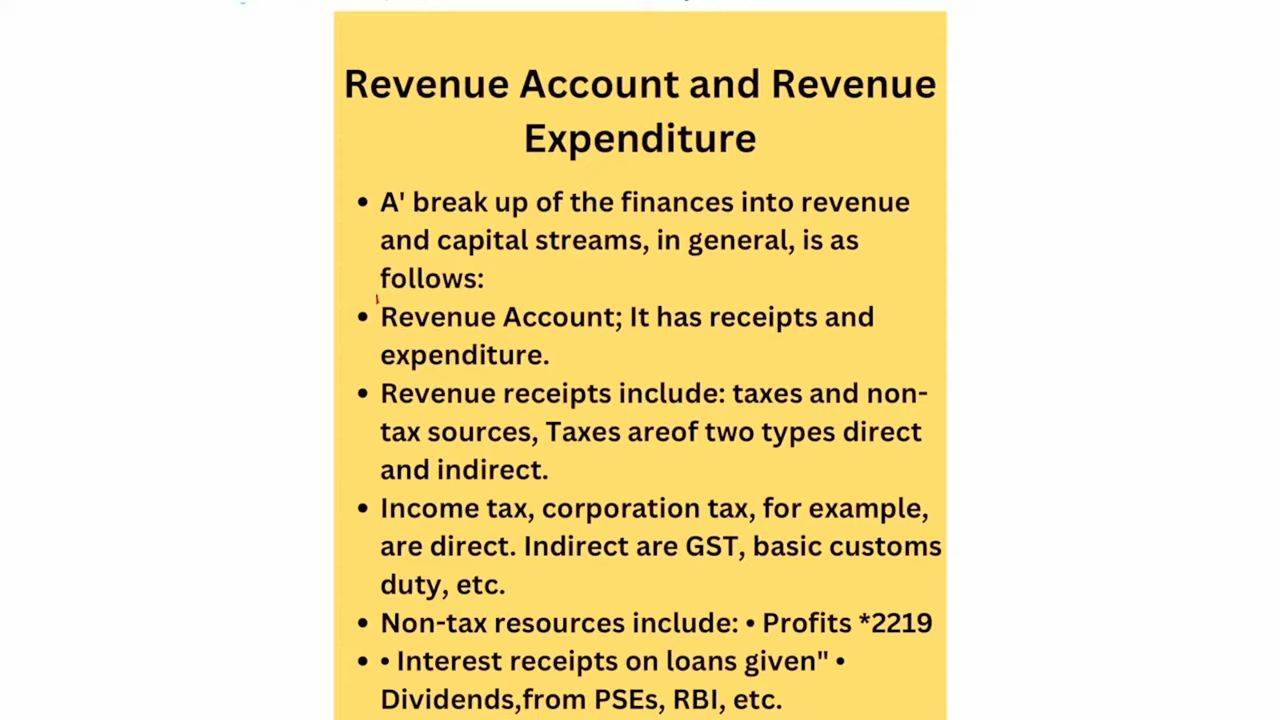 Revenue Account and Revenue
Expenditure
• A' break up of the finances into revenue
and capital streams, in general, is as
follows:
• Revenue Account; It has receipts and
expenditure.
• Revenue receipts include: taxes and non-
tax sources, Taxes areof two types direct
and indirect.
• Income tax, corporation tax, for example,
are direct. Indirect are GST, basic customs
duty, etc.
• Non-tax resources include: • Profits *2219
• • Interest receipts on loans given" •
Dividends,from PSEs, RBI, etc.